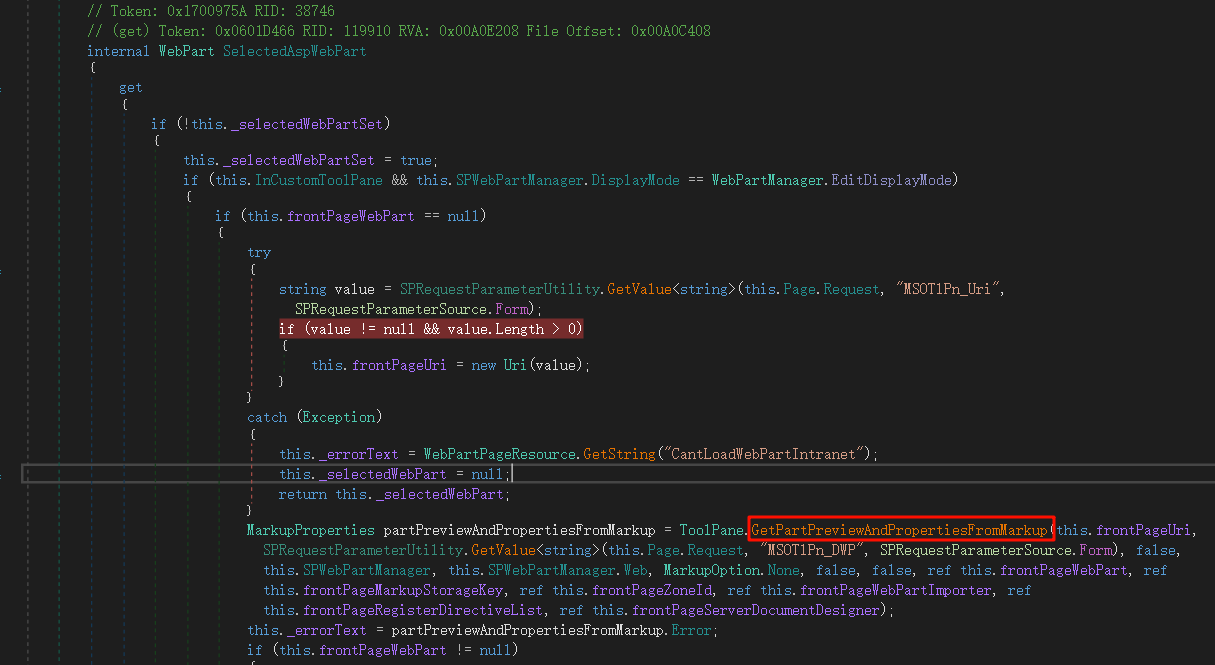 // Token: 0x1700975A RID: 38746
// (get) Token: 0x0601D466 RID: 119910 RVA: 0x00A0E208 File Offset: 0x00A0C408
internal WebPart SelectedAspWebPart
{
get
{
if (!this._selectedWebPartSet)
{
this._selectedWebPartSet = true;
if (this.InCustomToolPane && this.SPWebPartManager.DisplayMode == WebPartManager.EditDisplayMode)
{
if (this.frontPageWebPart == null)
{
try
{
string value = SPRequestParameterUtility.GetValue<string>(this.Page.Request, "MSOTlPn_Uri",
SPRequestParameterSource.Form);
if (value != null && value.Length > 0)
{
this.frontPageUri = new Uri(value);
}
}
catch (Exception)
{
this._errorText = WebPartPageResource.GetString("CantLoadWebPartIntranet");
this._selectedWebPart = null;
return this._selectedWebPart;
}
MarkupProperties partPreviewAndPropertiesFromMarkup = ToolPane.GetPartPreviewAndPropertiesFromMarkup(this.frontPageUri,
SPRequestParameterUtility.GetValue<string>(this.Page.Request, "MSOTlPn_DWP", SPRequestParameterSource.Form), false,
this.SPWebPartManager, this.SPWebPartManager.Web, MarkupOption.None, false, false, ref this.frontPageWebPart, ref
this.frontPageMarkupStorageKey, ref this.frontPageZoneId, ref this.frontPageWebPartImporter, ref
this.frontPageRegisterDirectiveList, ref this.frontPageServerDocumentDesigner);
this._errorText = partPreviewAndPropertiesFromMarkup.Error;
if (this.frontPageWebPart != null)